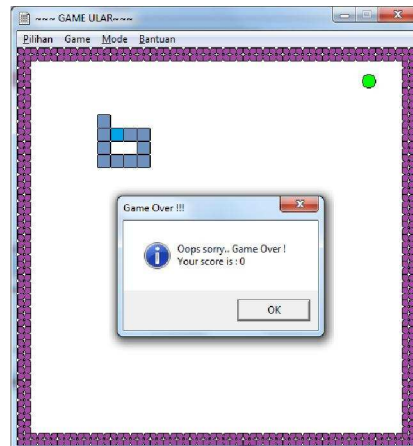 ~~~ GAME ULAR~~~
Pilihan Game Mode Bantuan
Game Over !!!
Oops sorry.. Game Over !
Your score is : 0
OK